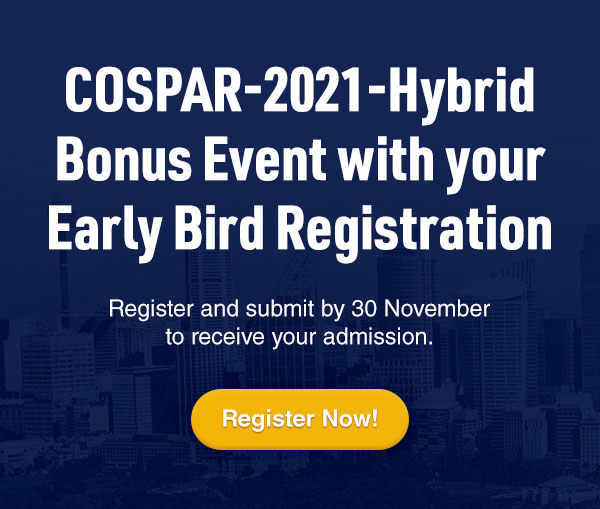 COSPAR-2021-Hybrid
Bonus Event with your
Early Bird Registration
Register and submit by 30 November
to receive your admission.
Register Now!